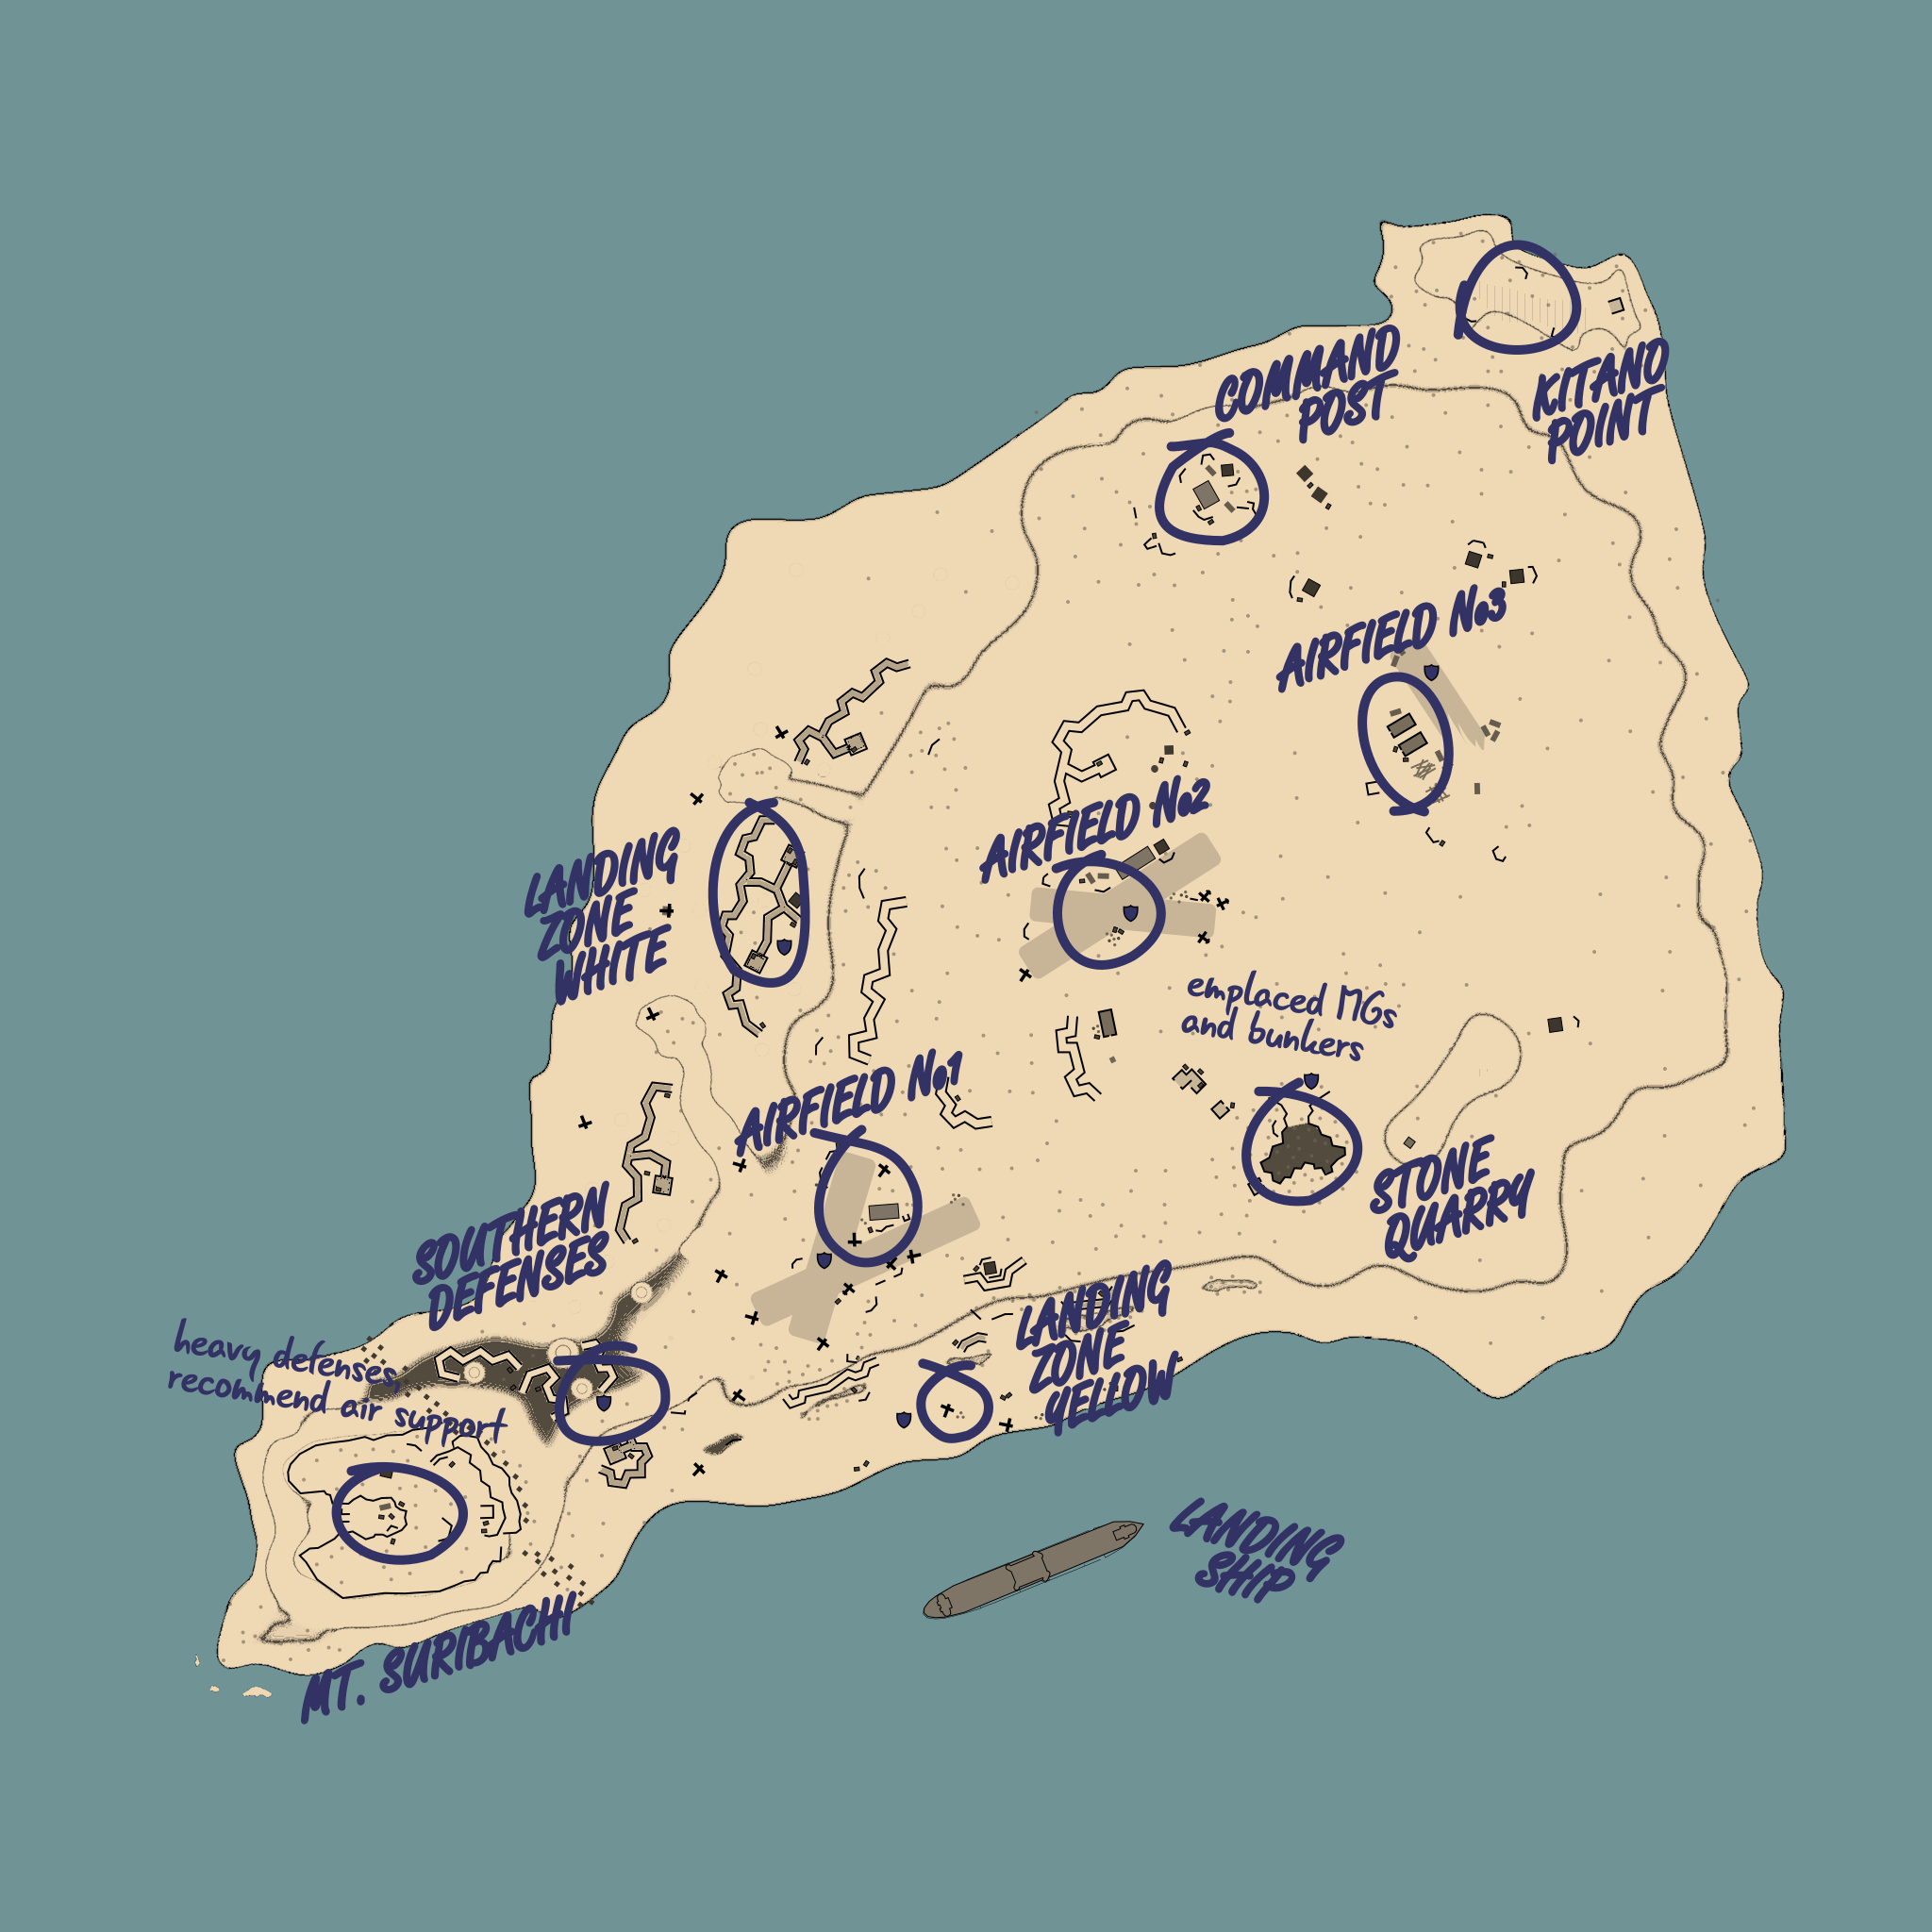 COMMAND
POST
KITANO
POINT
AIRFIELD No3
AIRFIELD No2
LANDING
ZONE
WHITE
emplaced MGs
and bunkers
AIRFIELD No1
STONE
QUARRY
SOUTHERN
DEFENSES
LANDING
ZONE
YELLOW
heavy defenses,
recommend air support
LANDING
SHIP
MT. SURIBACHI